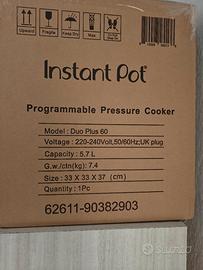 Upward
Fragile
Keep Dry
Max
Instant Pot®
Programmable Pressure Cooker
Model : Duo Plus 60
Voltage : 220-240Volt,50/60Hz;UK plug
Capacity : 5.7 L
G.w./ctn(kg): 7.4
Size : 33 X 33 X 37 (cm)
Quantity : 1Pc
62611-90382903
SUBITO